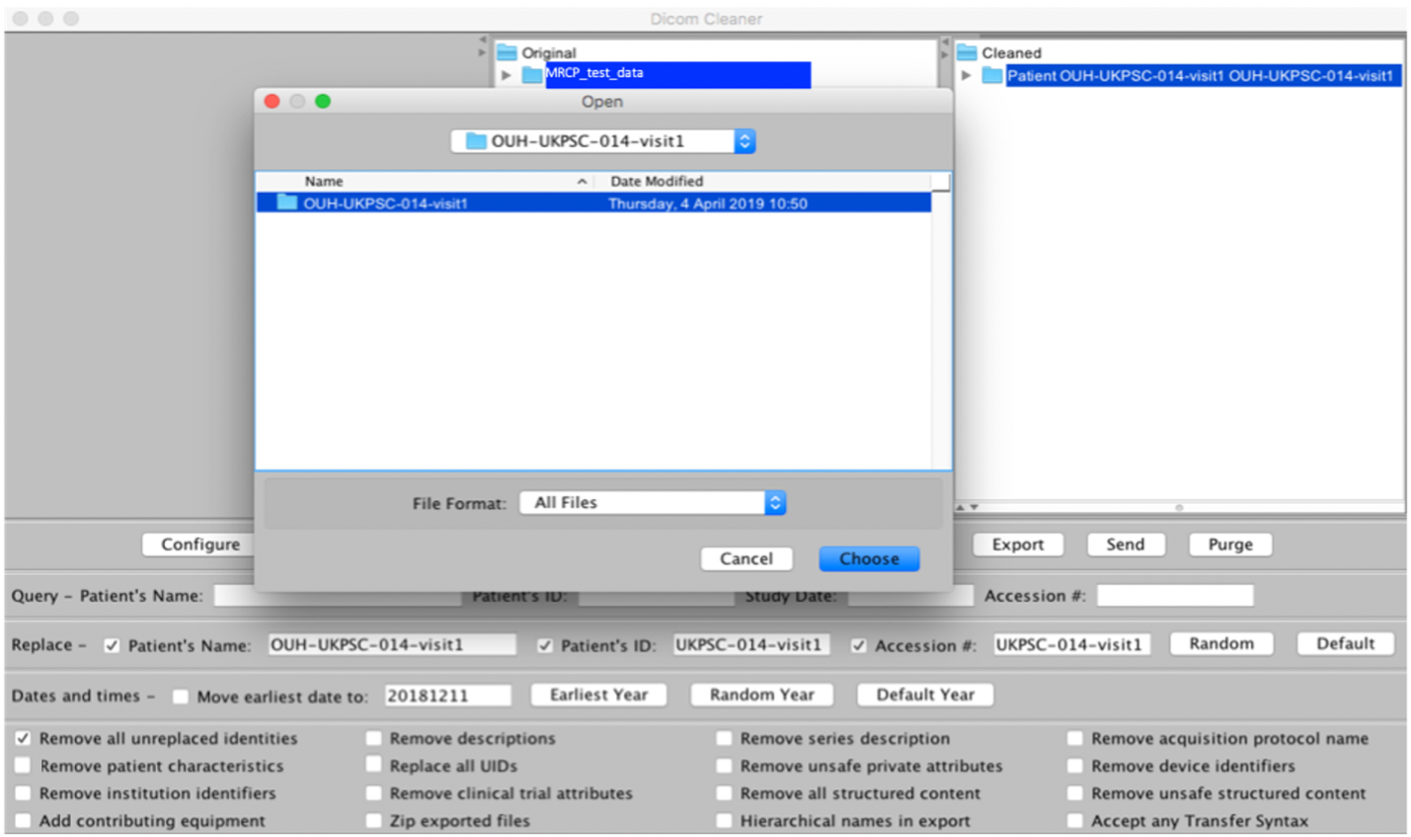 Dicom Cleaner
Original
MRCP_test_data
Cleaned
Patient OUH-UKPSC-014-visit1 OUH-UKPSC-014-visit1
Open
OUH-UKPSC-014-visit1
Name Date Modified
OUH-UKPSC-014-visit1 Thursday, 4 April 2019 10:50
File Format: All Files
Cancel Choose
Configure Export Send Purge
Query - Patient's Name: Patient's ID: Study Date: Accession #:
Replace - Patient's Name: OUH-UKPSC-014-visit1 Patient's ID: UKPSC-014-visit1 Accession #: UKPSC-014-visit1 Random Default
Dates and times - Move earliest date to: 20181211 Earliest Year Random Year Default Year
Remove all unreplaced identities Remove descriptions Remove series description Remove acquisition protocol name
Remove patient characteristics Replace all UIDs Remove unsafe private attributes Remove device identifiers
Remove institution identifiers Remove clinical trial attributes Remove all structured content Remove unsafe structured content
Add contributing equipment Zip exported files Hierarchical names in export Accept any Transfer Syntax